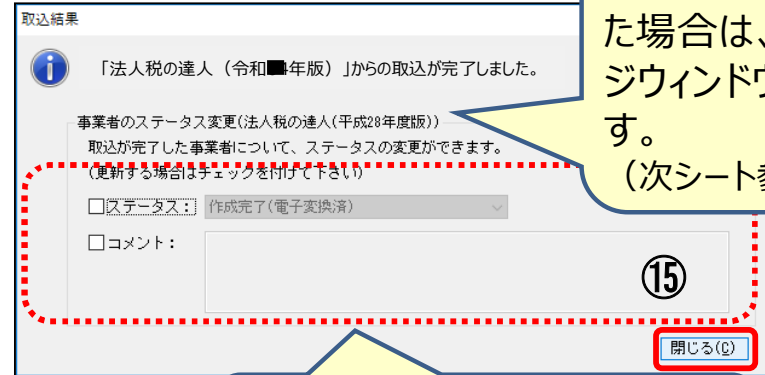 取込結果
た場合は、
ジウィンドウ
す。
（次シート参
「法人税の達人（令和 4年版）」からの取込が完了しました。
事業者のステータス変更(法人税の達人(平成28年度版))
取込が完了した事業者について、ステータスの変更ができます。
(更新する場合はチェックを付けて下さい)
ステータス： 作成完了(電子変換済)
コメント：
⑮
閉じる(C)